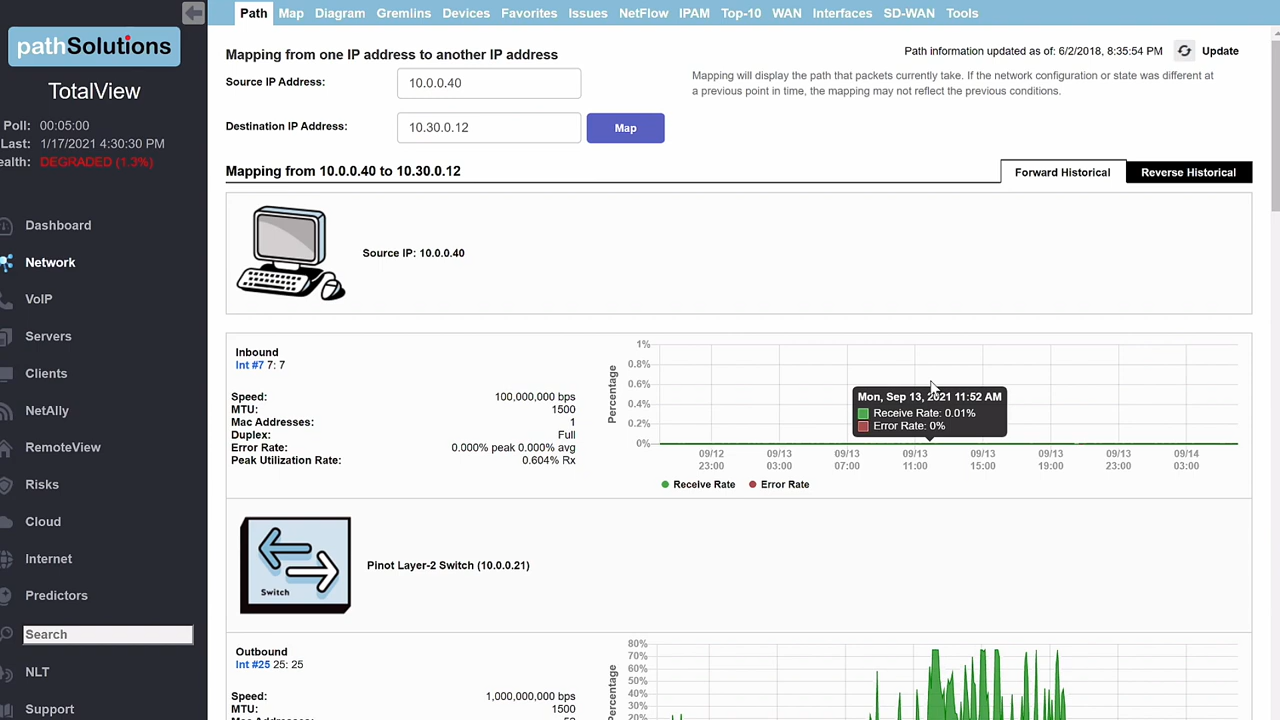 Path Map Diagram Gremlins Devices Favorites Issues NetFlow IPAM Top-10 WAN Interfaces SD-WAN Tools
pathSolutions
TotalView
Poll: 00:05:00
Last: 1/17/2021 4:30:30 PM
ealth: DEGRADED (1.3%)
Dashboard
Network
VoIP
Servers
Clients
NetAlly
RemoteView
Risks
Cloud
Internet
Predictors
Search
NLT
Support
Mapping from one IP address to another IP address
Path information updated as of: 6/2/2018, 8:35:54 PM Update
Source IP Address: 10.0.0.40
Mapping will display the path that packets currently take. If the network configuration or state was different at
a previous point in time, the mapping may not reflect the previous conditions.
Destination IP Address: 10.30.0.12 Map
Mapping from 10.0.0.40 to 10.30.0.12
Forward Historical Reverse Historical
Source IP: 10.0.0.40
Inbound
Int #7 7: 7
Speed: 100,000,000 bps
MTU: 1500
Mac Addresses: 1
Duplex: Full
Error Rate: 0.000% peak 0.000% avg
Peak Utilization Rate: 0.604% Rx
Percentage
1%
0.8%
0.6%
0.4%
0.2%
0%
Mon, Sep 13, 2021 11:52 AM
Receive Rate: 0.01%
Error Rate: 0%
09/12 09/13 09/13 09/13 09/13 09/13 09/13 09/14
23:00 03:00 07:00 11:00 15:00 19:00 23:00 03:00
Receive Rate Error Rate
Switch
Pinot Layer-2 Switch (10.0.0.21)
Outbound
Int #25 25: 25
Speed: 1,000,000,000 bps
MTU: 1500
Percentage
80%
70%
60%
50%
40%
30%
20%